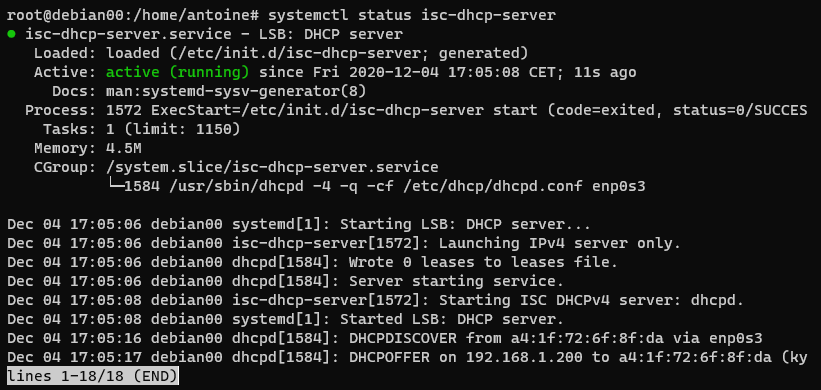 root@debian00:/home/antoine# systemctl status isc-dhcp-server
● isc-dhcp-server.service - LSB: DHCP server
   Loaded: loaded (/etc/init.d/isc-dhcp-server; generated)
   Active: active (running) since Fri 2020-12-04 17:05:08 CET; 11s ago
     Docs: man:systemd-sysv-generator(8)
  Process: 1572 ExecStart=/etc/init.d/isc-dhcp-server start (code=exited, status=0/SUCCES
    Tasks: 1 (limit: 1150)
   Memory: 4.5M
   CGroup: /system.slice/isc-dhcp-server.service
           └─1584 /usr/sbin/dhcpd -4 -q -cf /etc/dhcp/dhcpd.conf enp0s3

Dec 04 17:05:06 debian00 systemd[1]: Starting LSB: DHCP server...
Dec 04 17:05:06 debian00 isc-dhcp-server[1572]: Launching IPv4 server only.
Dec 04 17:05:06 debian00 dhcpd[1584]: Wrote 0 leases to leases file.
Dec 04 17:05:06 debian00 dhcpd[1584]: Server starting service.
Dec 04 17:05:08 debian00 isc-dhcp-server[1572]: Starting ISC DHCPv4 server: dhcpd.
Dec 04 17:05:08 debian00 systemd[1]: Started LSB: DHCP server.
Dec 04 17:05:16 debian00 dhcpd[1584]: DHCPDISCOVER from a4:1f:72:6f:8f:da via enp0s3
Dec 04 17:05:17 debian00 dhcpd[1584]: DHCPOFFER on 192.168.1.200 to a4:1f:72:6f:8f:da (ky
lines 1-18/18 (END)